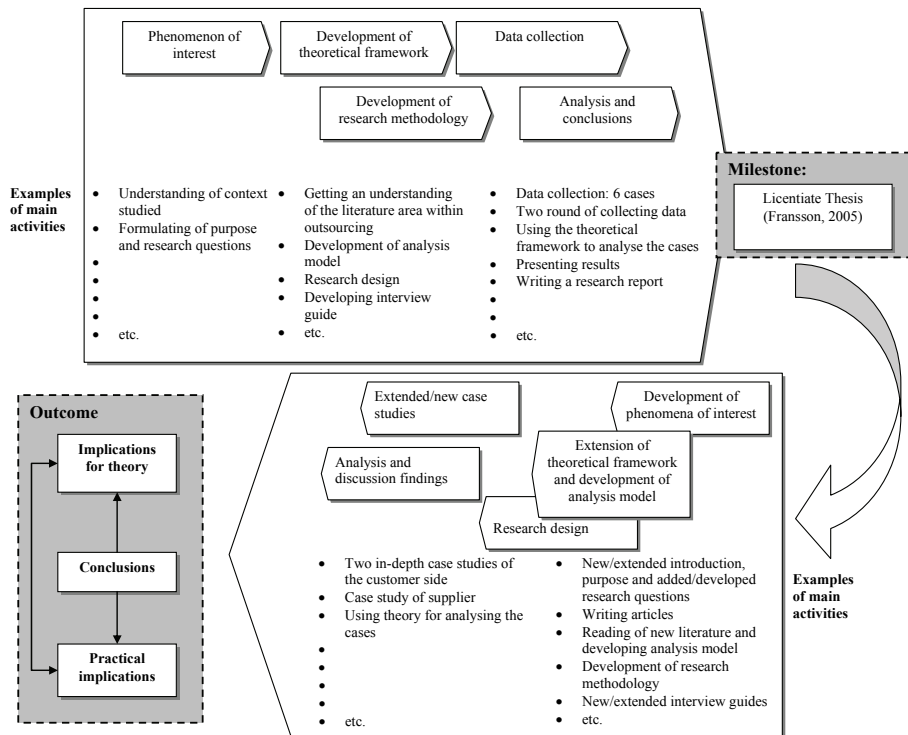 Phenomenon of
interest
Development of
theoretical framework
Data collection
Development of
research methodology
Analysis and
conclusions
Examples
of main
activities
• Understanding of context
studied
• Formulating of purpose
and research questions
•
•
•
•
• etc.
• Getting an understanding
of the literature area within
outsourcing
• Development of analysis
model
• Research design
• Developing interview
guide
• etc.
• Data collection: 6 cases
• Two round of collecting data
• Using the theoretical
framework to analyse the cases
• Presenting results
• Writing a research report
•
•
• etc.
Milestone:
Licentiate Thesis
(Fransson, 2005)
Extended/new case
studies
Development of
phenomena of interest
Analysis and
discussion findings
Extension of
theoretical framework
and development of
analysis model
Research design
• Two in-depth case studies of
the customer side
• Case study of supplier
• Using theory for analysing the
cases
•
•
•
•
• etc.
• New/extended introduction,
purpose and added/developed
research questions
• Writing articles
• Reading of new literature and
developing analysis model
• Development of research
methodology
• New/extended interview guides
• etc.
Examples
of main
activities
Outcome
Implications
for theory
Conclusions
Practical
implications